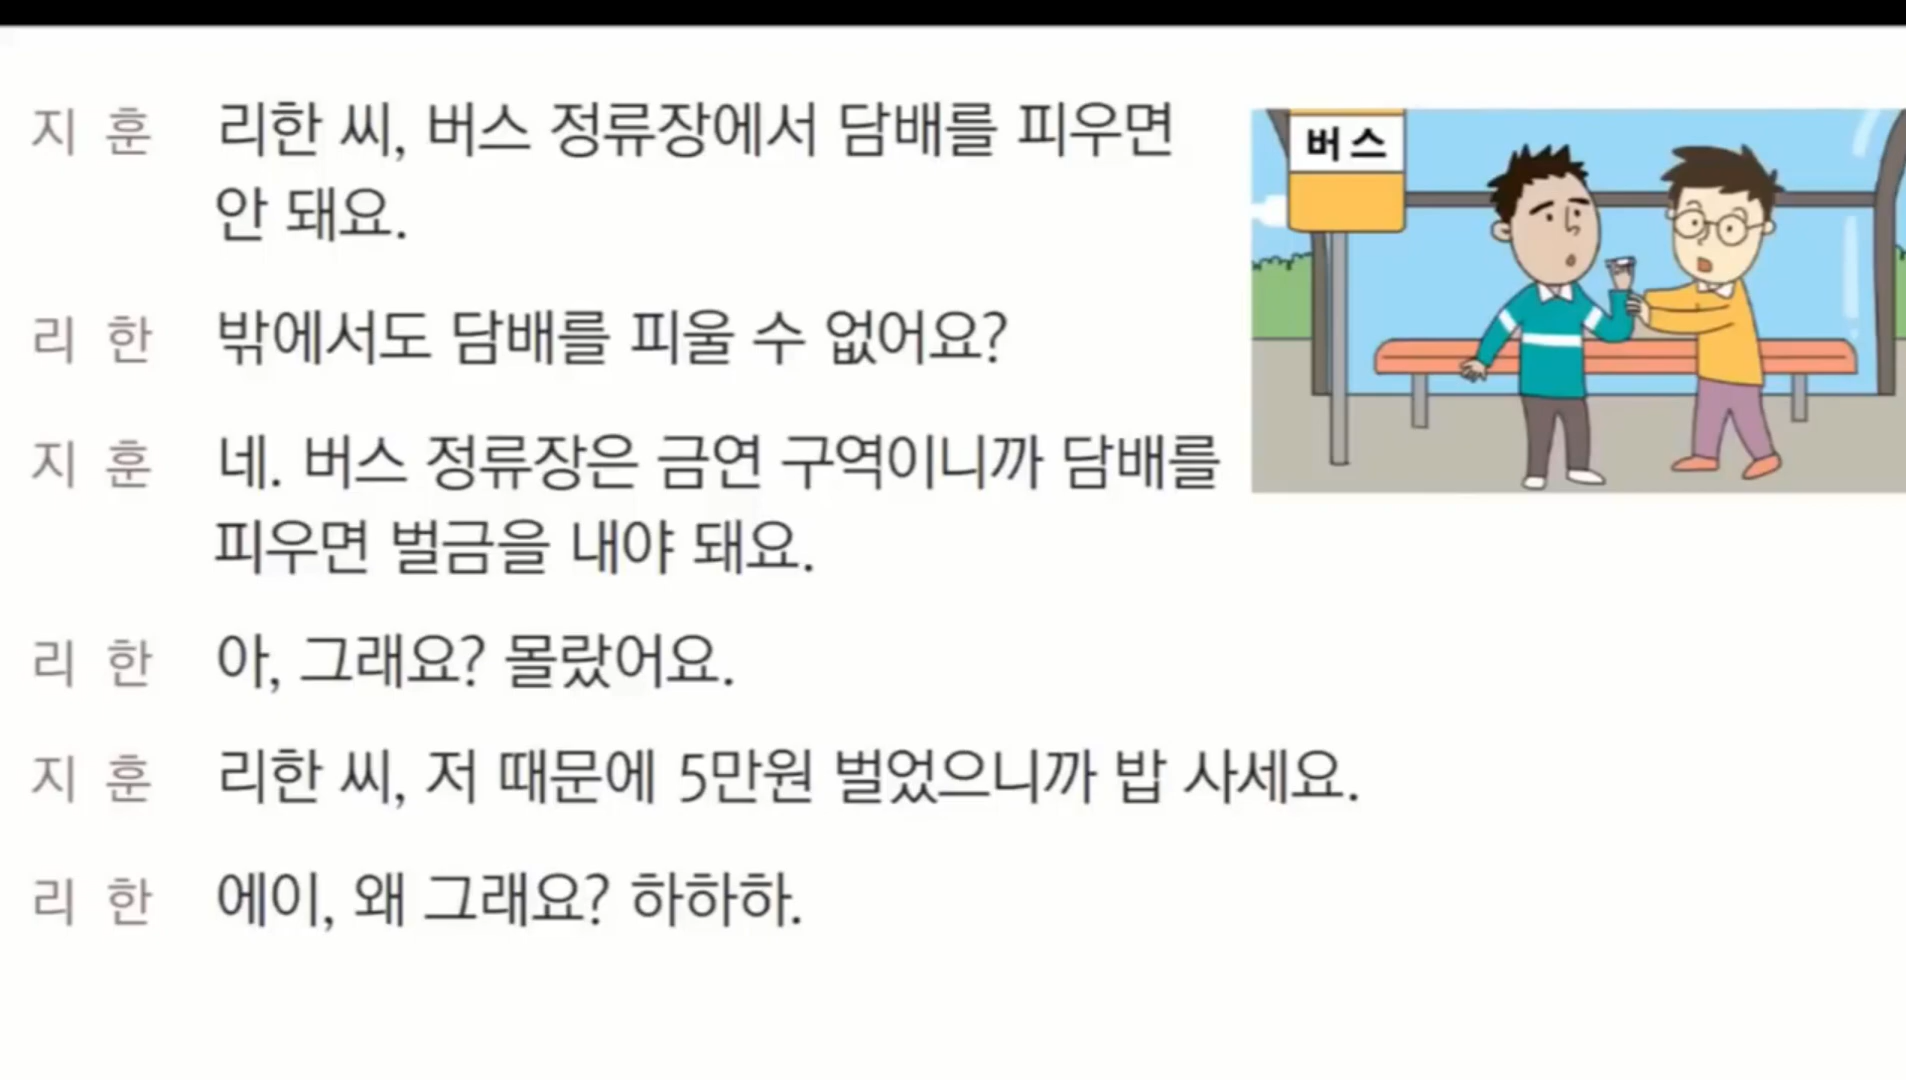 지훈 리한 씨, 버스 정류장에서 담배를 피우면
안 돼요.
리한 밖에서도 담배를 피울 수 없어요?
지훈 네. 버스 정류장은 금연 구역이니까 담배를
피우면 벌금을 내야 돼요.
리한 아, 그래요? 몰랐어요.
지훈 리한 씨, 저 때문에 5만원 벌었으니까 밥 사세요.
리한 에이, 왜 그래요? 하하하.
버스